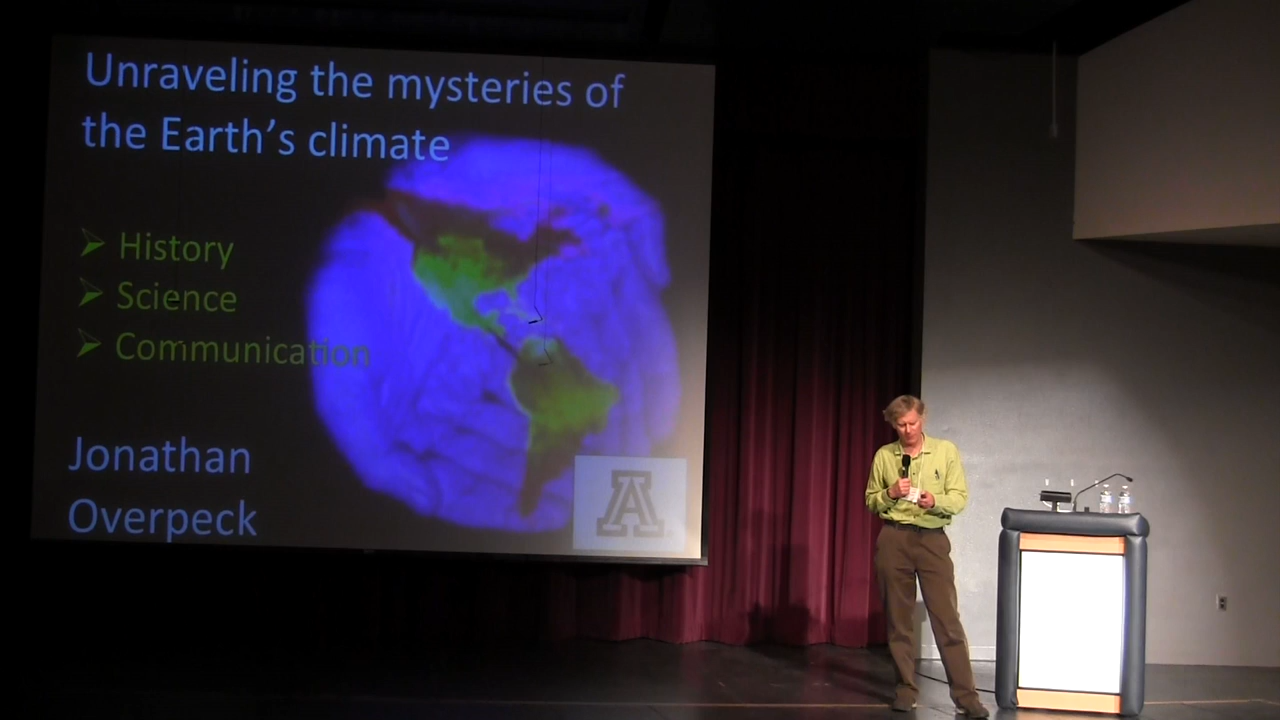 Unraveling the mysteries of
the Earth's climate
➢ History
➢ Science
➢ Communication
Jonathan
Overpeck
A